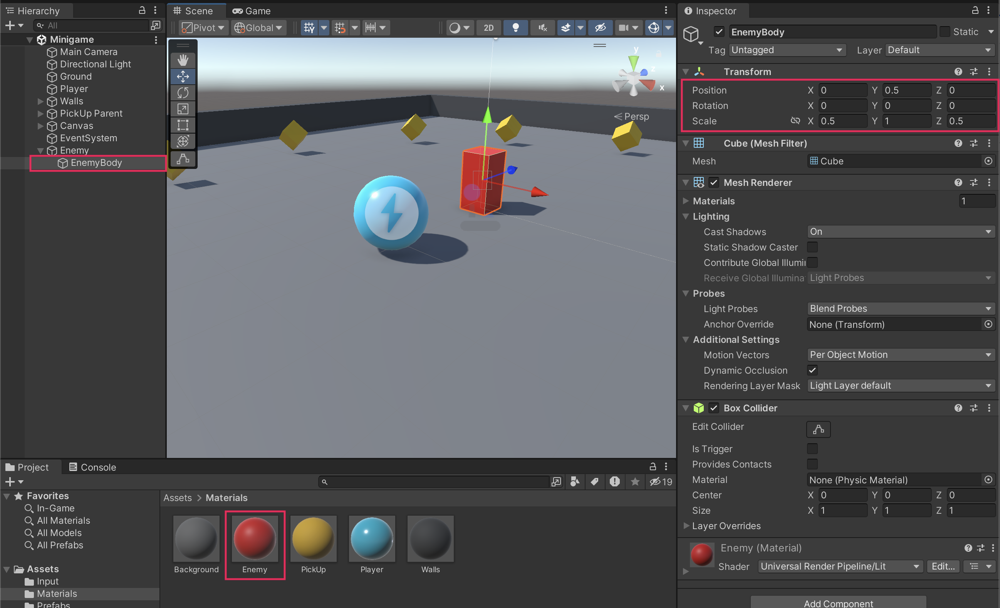 Hierarchy
All
Minigame
Main Camera
Directional Light
Ground
Player
Walls
PickUp Parent
Canvas
EventSystem
Enemy
EnemyBody
Scene
Game
Pivot
Global
2D
y
z
x
Persp
Inspector
EnemyBody
Static
Tag
Untagged
Layer
Default
Transform
Position X 0 Y 0.5 Z 0
Rotation X 0 Y 0 Z 0
Scale X 0.5 Y 1 Z 0.5
Cube (Mesh Filter)
Mesh Cube
Mesh Renderer
Materials 1
Lighting
Cast Shadows On
Static Shadow Caster
Contribute Global Illumi
Receive Global Illumina Light Probes
Probes
Light Probes Blend Probes
Anchor Override None (Transform)
Additional Settings
Motion Vectors Per Object Motion
Dynamic Occlusion
Rendering Layer Mask Light Layer default
Box Collider
Edit Collider
Is Trigger
Provides Contacts
Material None (Physic Material)
Center X 0 Y 0 Z 0
Size X 1 Y 1 Z 1
Layer Overrides
Enemy (Material)
Shader Universal Render Pipeline/Lit Edit...
Add Component
Project
Console
19
Favorites
In-Game
All Materials
All Models
All Prefabs
Assets
Input
Materials
Prefabs
Assets > Materials
Background
Enemy
PickUp
Player
Walls